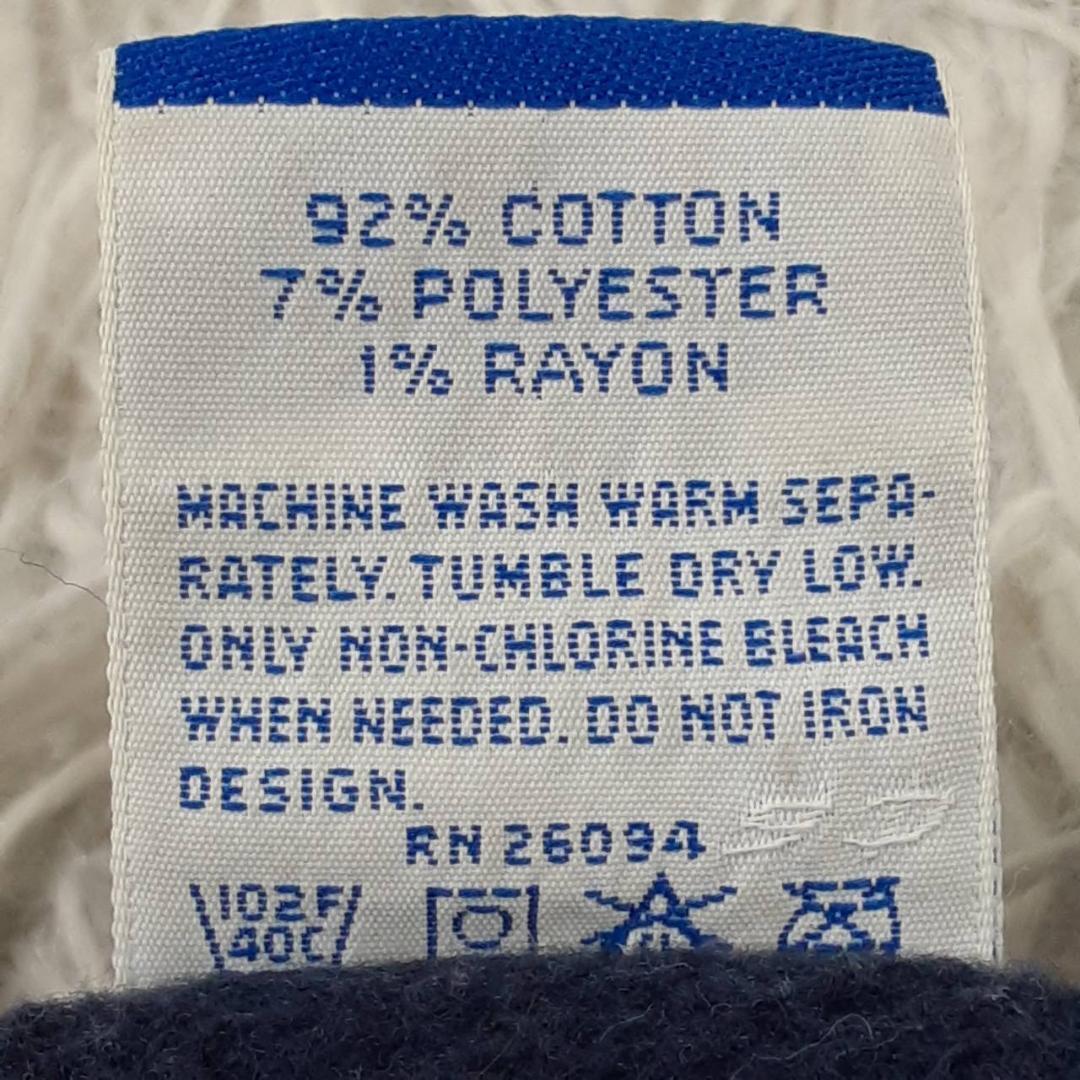 92% COTTON
7% POLYESTER
1% RAYON
MACHINE WASH WARM SEPA-
RATELY. TUMBLE DRY LOW.
ONLY NON-CHLORINE BLEACH
WHEN NEEDED. DO NOT IRON
DESIGN.
RN 26094
102F
40C